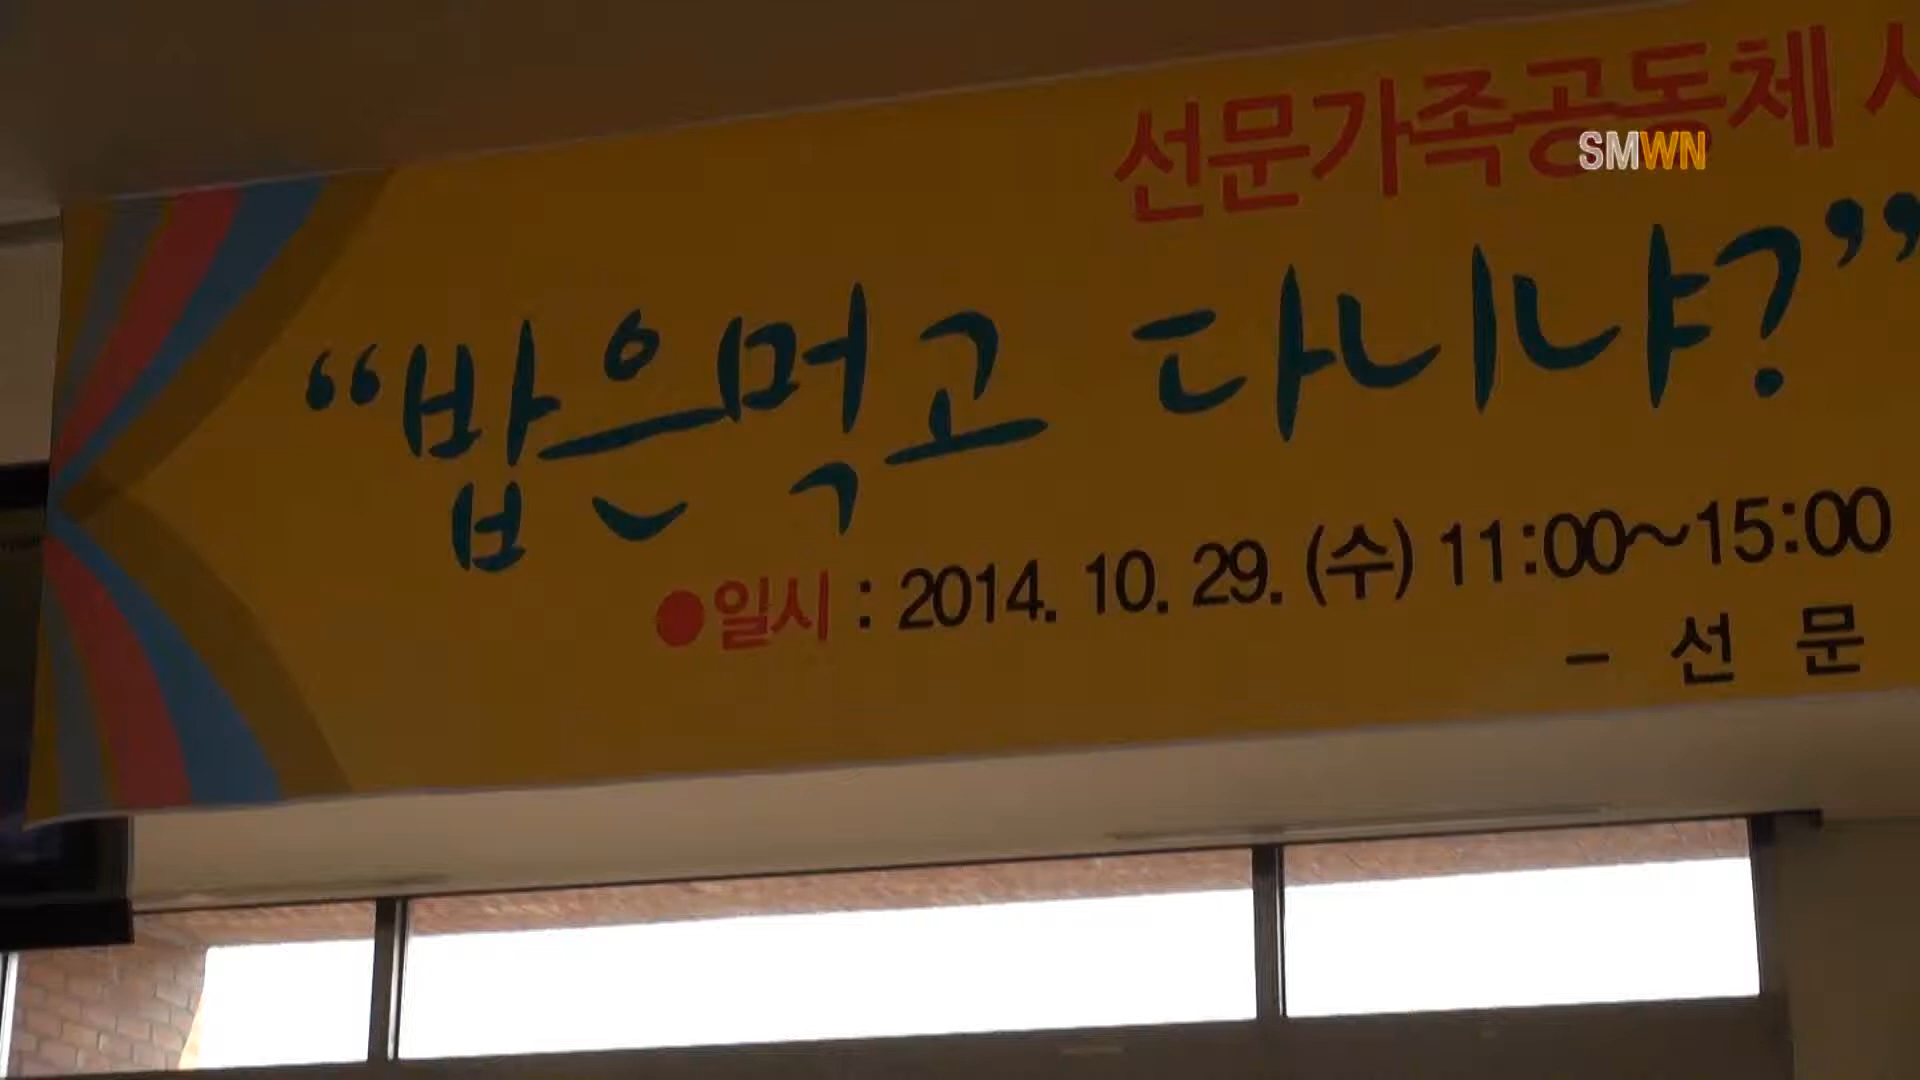 선문가족공동체
SMWN
“밥은먹고 다니냐?”
●일시 : 2014. 10. 29. (수) 11:00~15:00
- 선 문